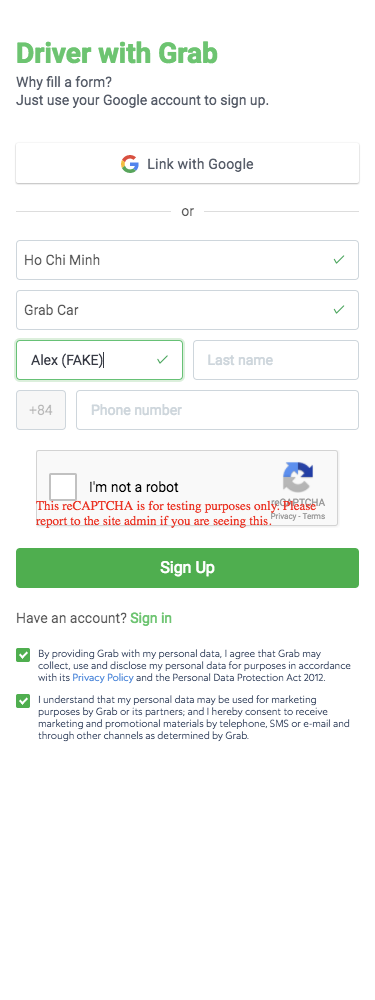 Driver with Grab
Why fill a form?
Just use your Google account to sign up.
Link with Google
or
Ho Chi Minh
Grab Car
Alex (FAKE)
Last name
+84
Phone number
I'm not a robot
reCAPTCHA
This reCAPTCHA is for testing purposes only. Please
report to the site admin if you are seeing this.
Privacy - Terms
Sign Up
Have an account? Sign in
By providing Grab with my personal data, I agree that Grab may
collect, use and disclose my personal data for purposes in accordance
with its Privacy Policy and the Personal Data Protection Act 2012.
I understand that my personal data may be used for marketing
purposes by Grab or its partners; and I hereby consent to receive
marketing and promotional materials by telephone, SMS or e-mail and
through other channels as determined by Grab.